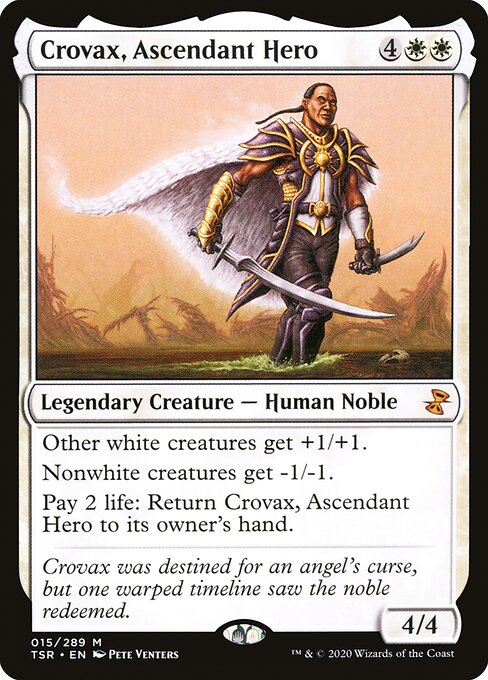 Crovax, Ascendant Hero 4
Legendary Creature — Human Noble
Other white creatures get +1/+1.
Nonwhite creatures get -1/-1.
Pay 2 life: Return Crovax, Ascendant
Hero to its owner's hand.
Crovax was destined for an angel's curse,
but one warped timeline saw the noble
redeemed.
4/4
015/289 M
TSR • EN Pete Venters
™ & © 2020 Wizards of the Coast